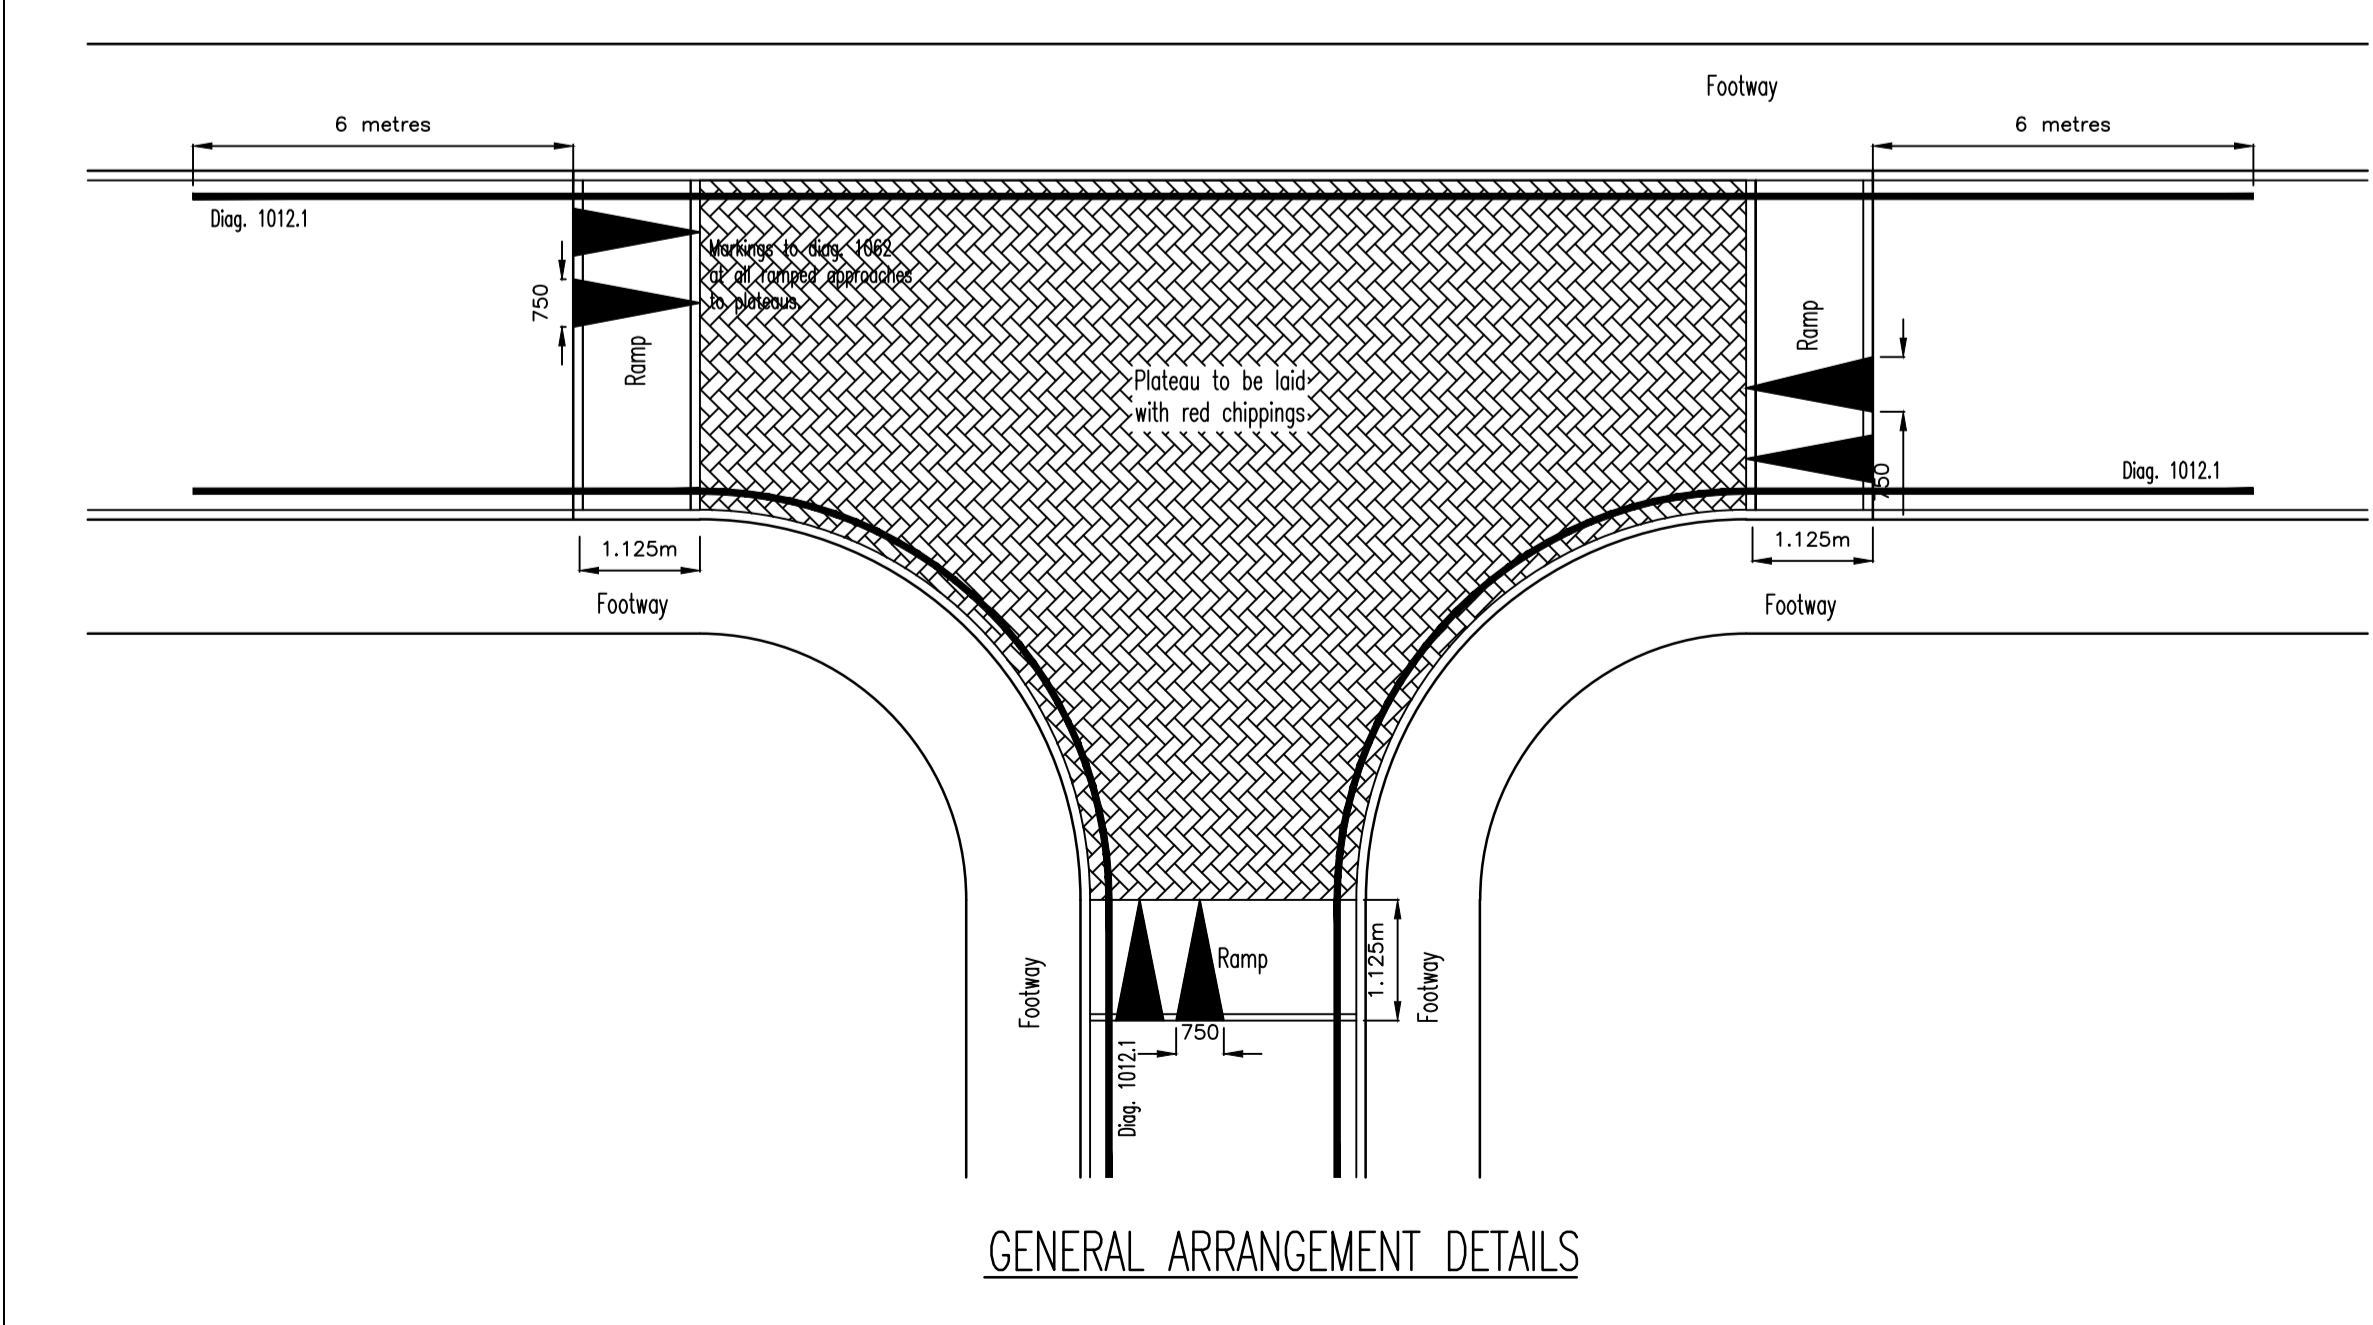 Footway
6 metres
6 metres
Diag. 1012.1
Markings to diag. 1062
at all ramped approaches
to plateaus.
750
Ramp
Ramp
Plateau to be laid
with red chippings
750
Diag. 1012.1
1.125m
1.125m
Footway
Footway
Footway
Ramp
1.125m
Footway
750
Diag. 1012.1
GENERAL ARRANGEMENT DETAILS